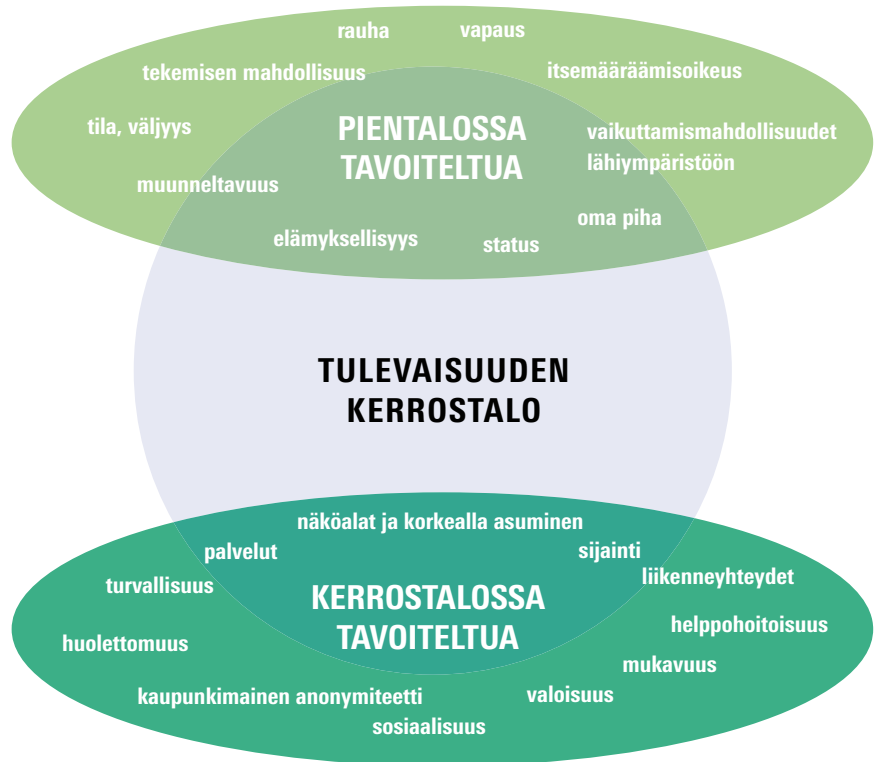 rauha
vapaus
tekemisen mahdollisuus
itsemääräämisoikeus
tila, väljyys
PIENTALOSSA
TAVOITELTUA
vaikuttamismahdollisuudet
lähiympäristöön
muunneltavuus
oma piha
elämyksellisyys
status
TULEVAISUUDEN
KERROSTALO
näköalat ja korkealla asuminen
palvelut
sijainti
turvallisuus
liikenneyhteydet
KERROSTALOSSA
TAVOITELTUA
helppohoitoisuus
huolettomuus
mukavuus
kaupunkimainen anonymiteetti
valoisuus
sosiaalisuus